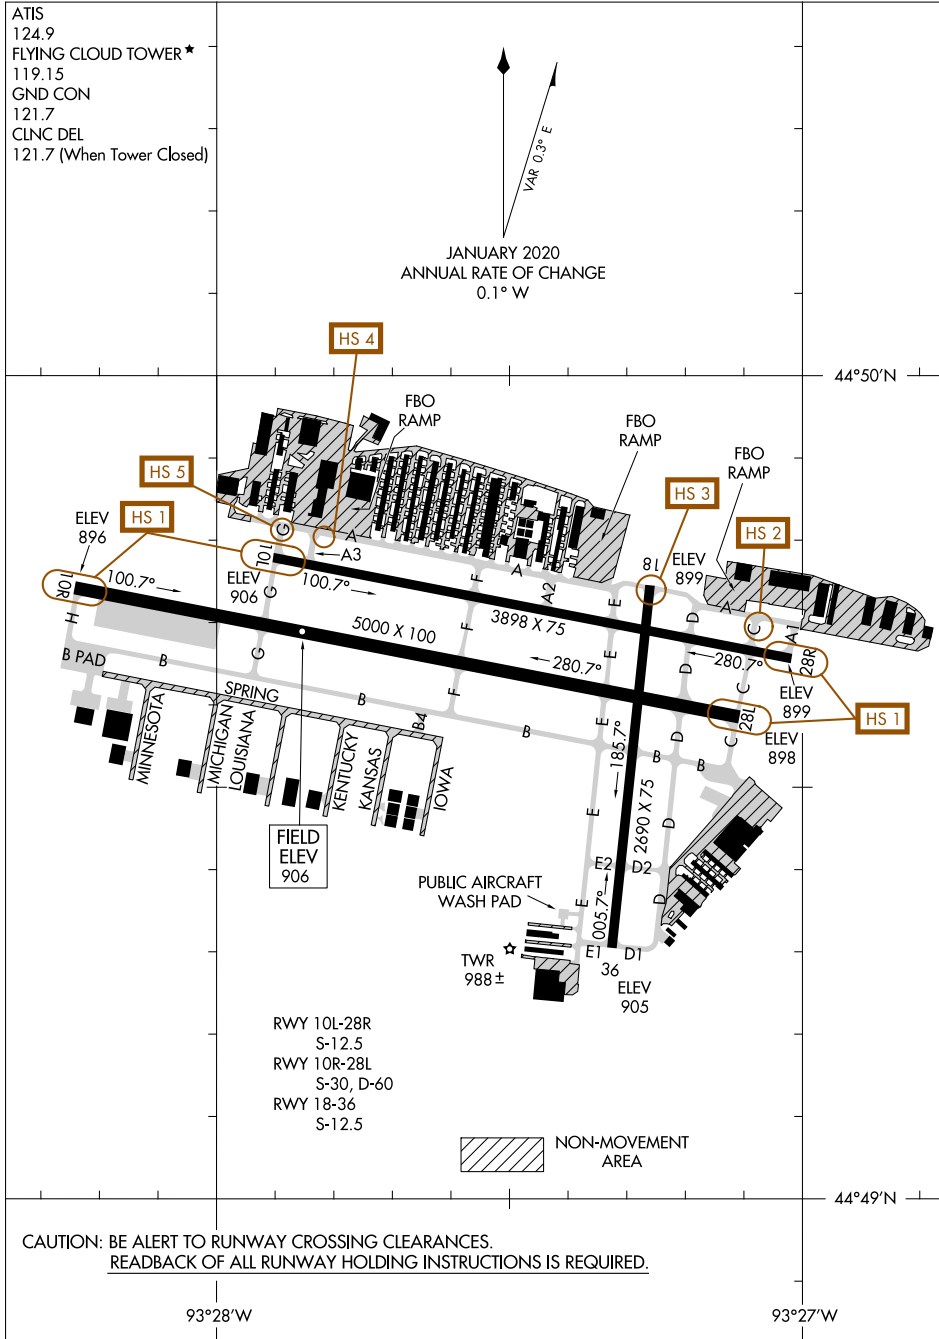 ATIS
124.9
FLYING CLOUD TOWER★
119.15
GND CON
121.7
CLNC DEL
121.7 (When Tower Closed)
VAR 0.3° E
JANUARY 2020
ANNUAL RATE OF CHANGE
0.1° W
HS 4
44°50'N
FBO
RAMP
FBO
RAMP
FBO
RAMP
HS 5
HS 3
HS 2
HS 1
ELEV
896
10R
100.7°
G
A
A3
10L
ELEV
906
100.7°
G
F
A
A2
E
18
ELEV
899
D
A
C
A1
28R
3898 X 75
5000 X 100
280.7°
280.7°
H
B PAD
B
G
F
F
E
E
D
D
C
28L
C
ELEV
899
HS 1
ELEV
898
SPRING
B
B4
B
B
B
MINNESOTA
MICHIGAN
LOUISIANA
KENTUCKY
KANSAS
IOWA
185.7°
2690 X 75
FIELD
ELEV
906
E
D
E2
D2
PUBLIC AIRCRAFT
WASH PAD
005.7°
E
D
TWR
988±
E1
36
D1
ELEV
905
RWY 10L-28R
S-12.5
RWY 10R-28L
S-30, D-60
RWY 18-36
S-12.5
NON-MOVEMENT
AREA
44°49'N
CAUTION: BE ALERT TO RUNWAY CROSSING CLEARANCES.
READBACK OF ALL RUNWAY HOLDING INSTRUCTIONS IS REQUIRED.
93°28'W
93°27'W